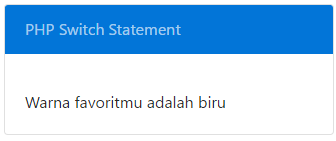 PHP Switch Statement
Warna favoritmu adalah biru